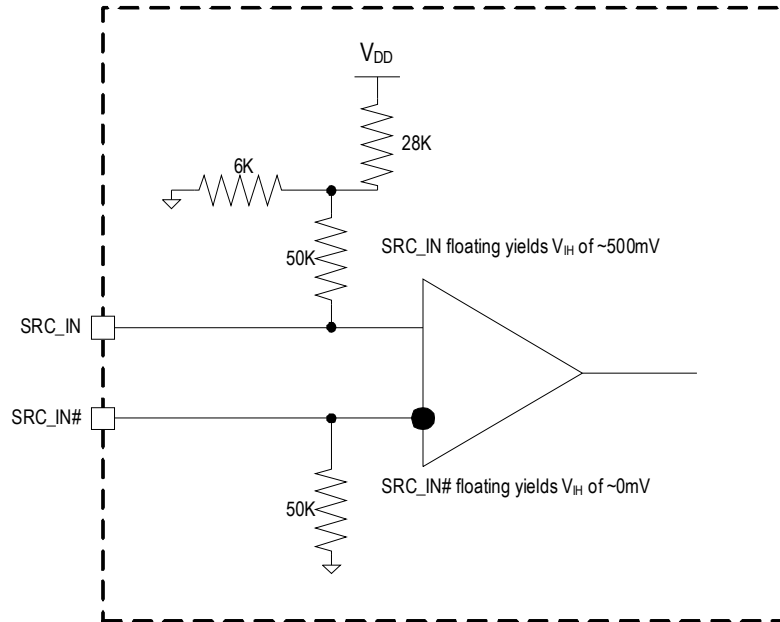 VDD
28K
6K
50K
SRC_IN floating yields VIH of ~500mV
SRC_IN
SRC_IN#
50K
SRC_IN# floating yields VIH of ~0mV